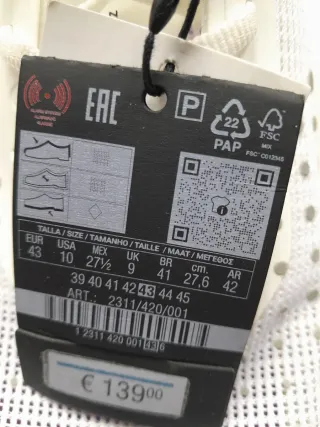 EAC
P
22
PAP
FSC
MIX
TALLA / SIZE / TAMANHO / TAILLE / MAAT / ΜΕΓΕΘΟΣ
EUR USA MEX UK BR cm. AR
43 10 27½ 9 41 27,6 42
39 40 41 42 43 44 45
ART.: 2311/420/001
1 2311 420 001 43 6
€ 139.00